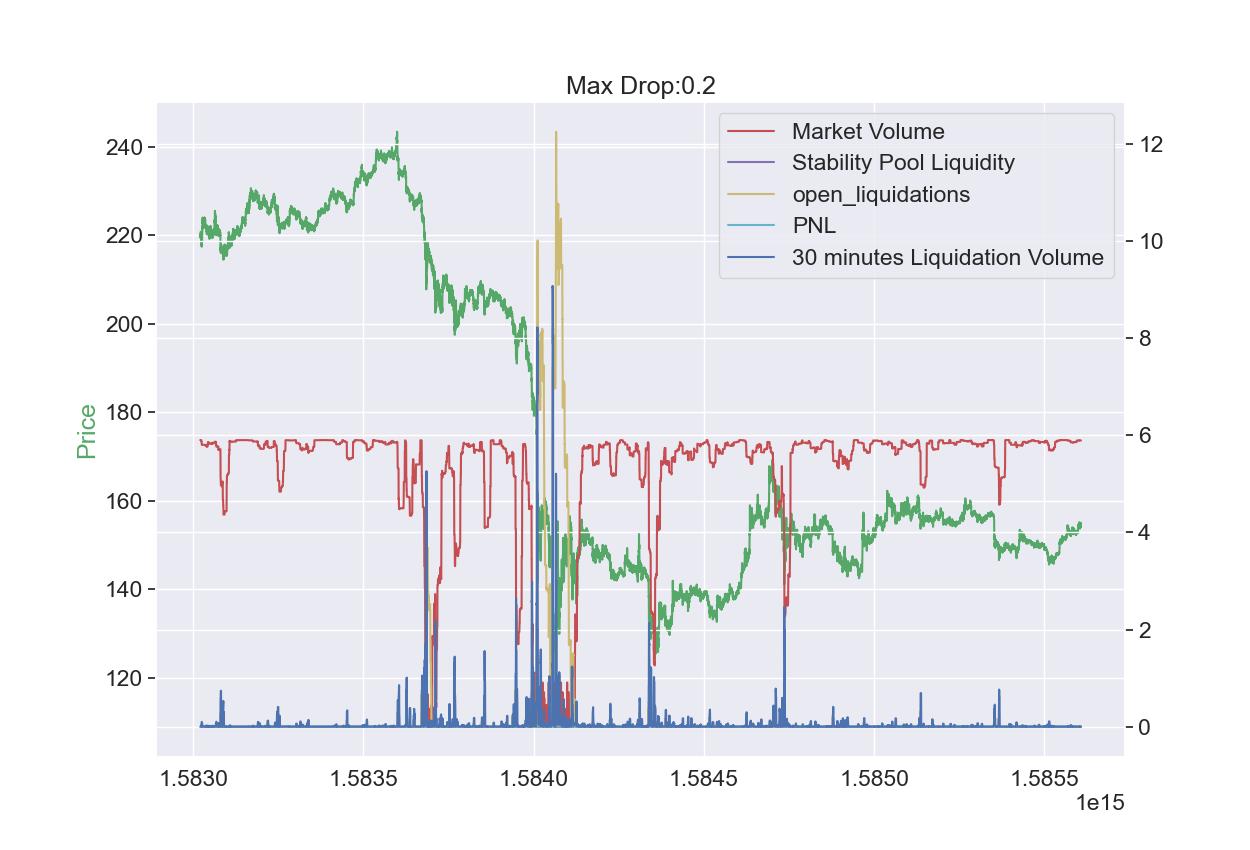 Max Drop:0.2
Market Volume
Stability Pool Liquidity
open_liquidations
PNL
30 minutes Liquidation Volume
Price
240
220
200
180
160
140
120
12
10
8
6
4
2
0
1.5830 1.5835 1.5840 1.5845 1.5850 1.5855
1e15